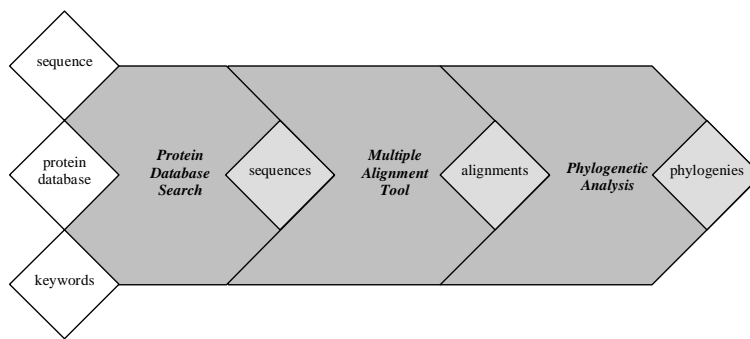 sequence
protein
database
keywords
Protein
Database
Search
sequences
Multiple
Alignment
Tool
alignments
Phylogenetic
Analysis
phylogenies